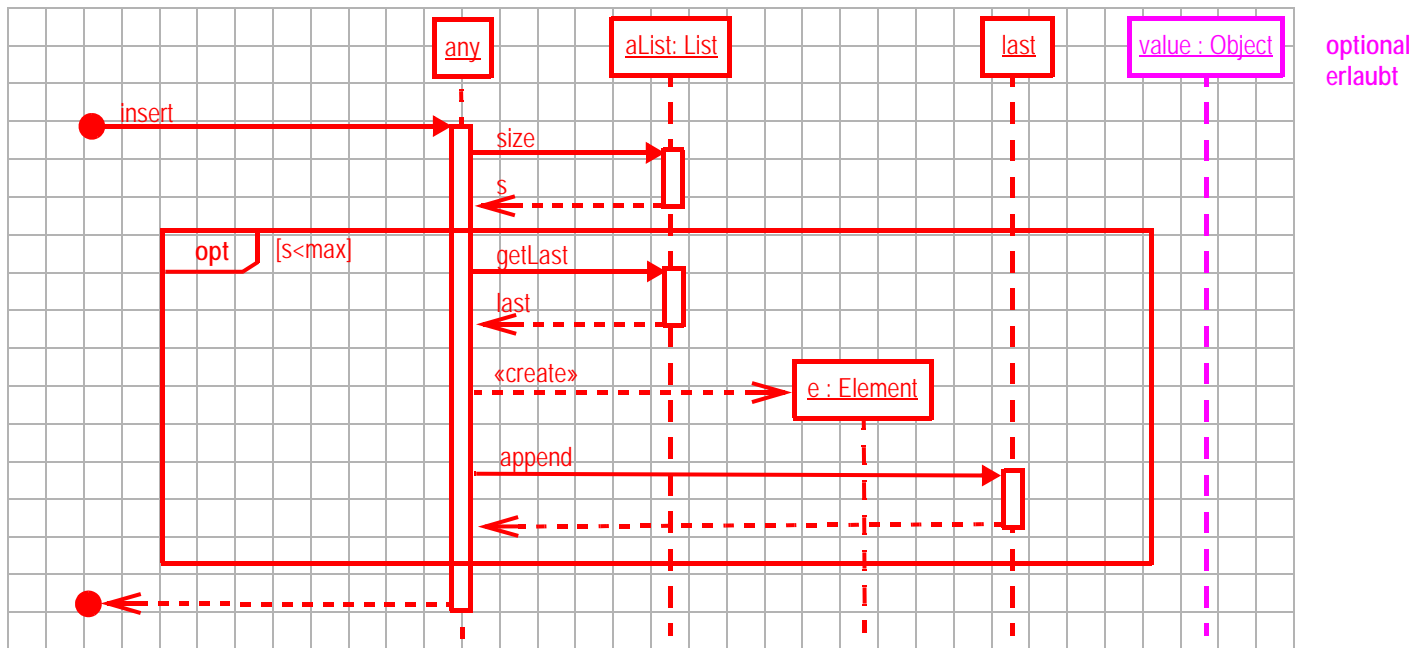 any
aList: List
last
value : Object
optional
erlaubt
insert
size
s
opt
[s<max]
getLast
last
«create»
e : Element
append